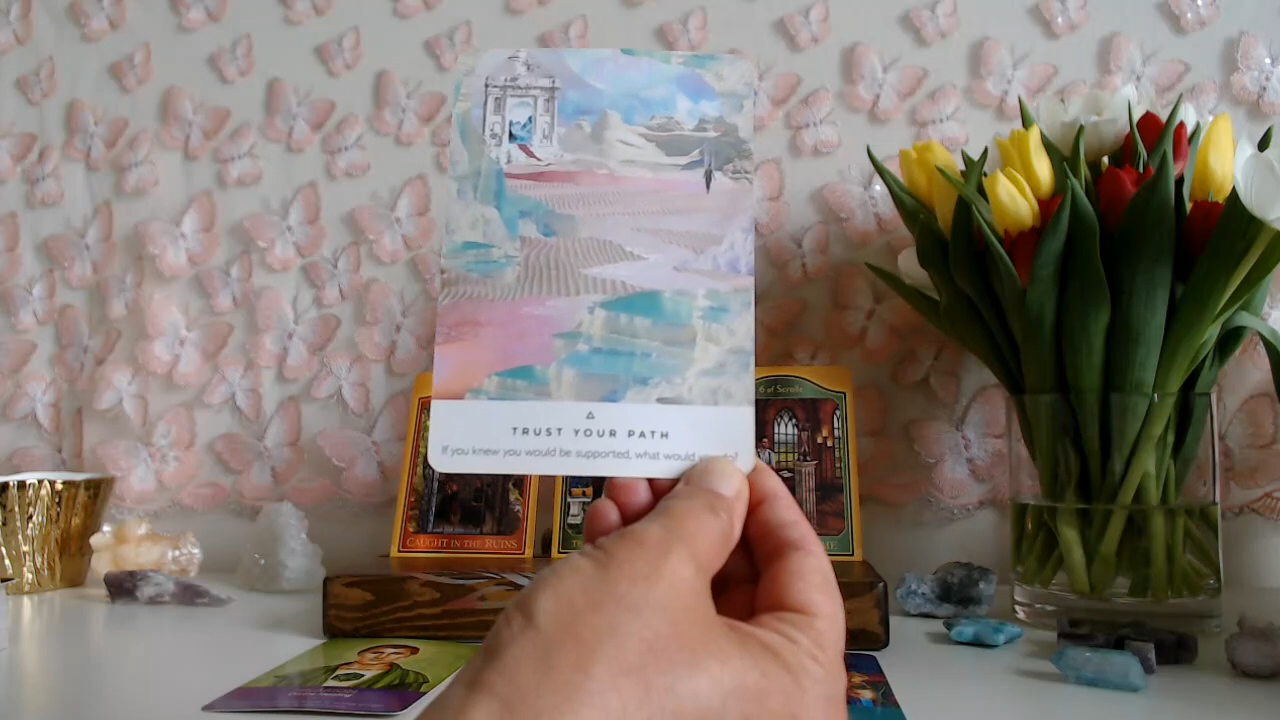 TRUST YOUR PATH
If you knew you would be supported, what would
6 of Scrolls
CAUGHT IN THE RUINS